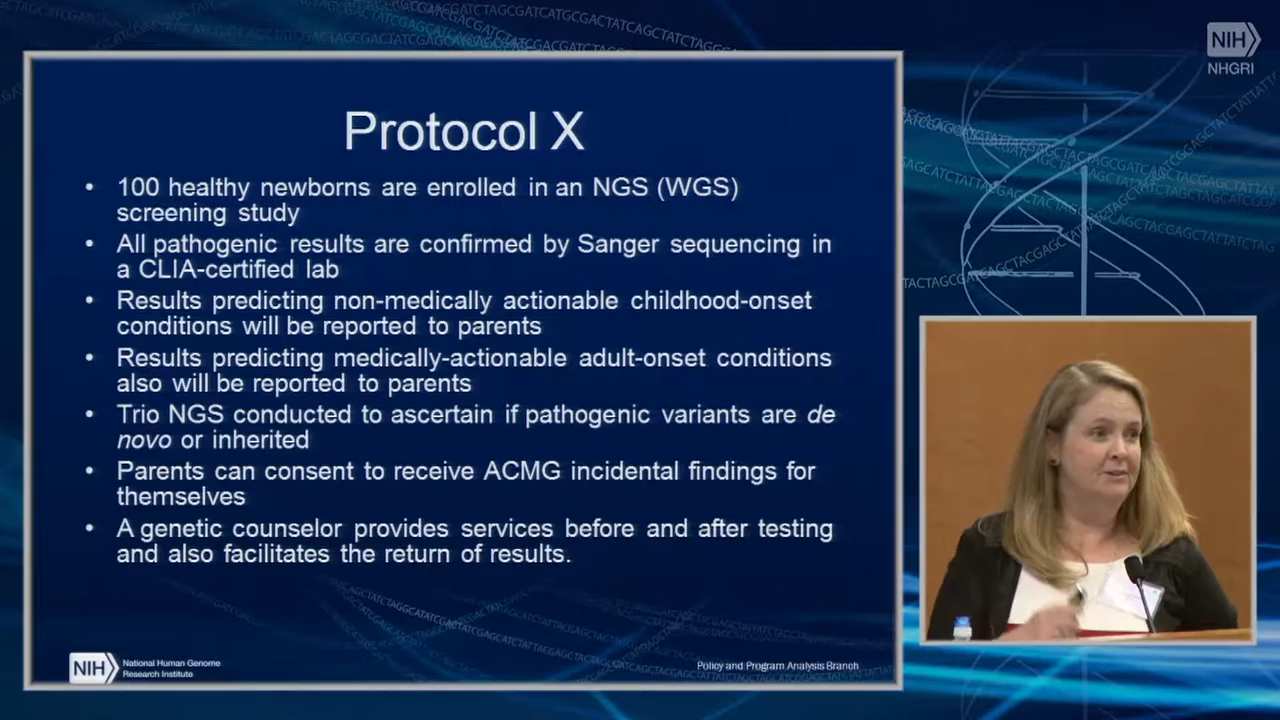 NIH
NHGRI
Protocol X
• 100 healthy newborns are enrolled in an NGS (WGS)
screening study
• All pathogenic results are confirmed by Sanger sequencing in
a CLIA-certified lab
• Results predicting non-medically actionable childhood-onset
conditions will be reported to parents
• Results predicting medically-actionable adult-onset conditions
also will be reported to parents
• Trio NGS conducted to ascertain if pathogenic variants are de
novo or inherited
• Parents can consent to receive ACMG incidental findings for
themselves
• A genetic counselor provides services before and after testing
and also facilitates the return of results.
NIH
National Human Genome
Research Institute
Policy and Program Analysis Branch